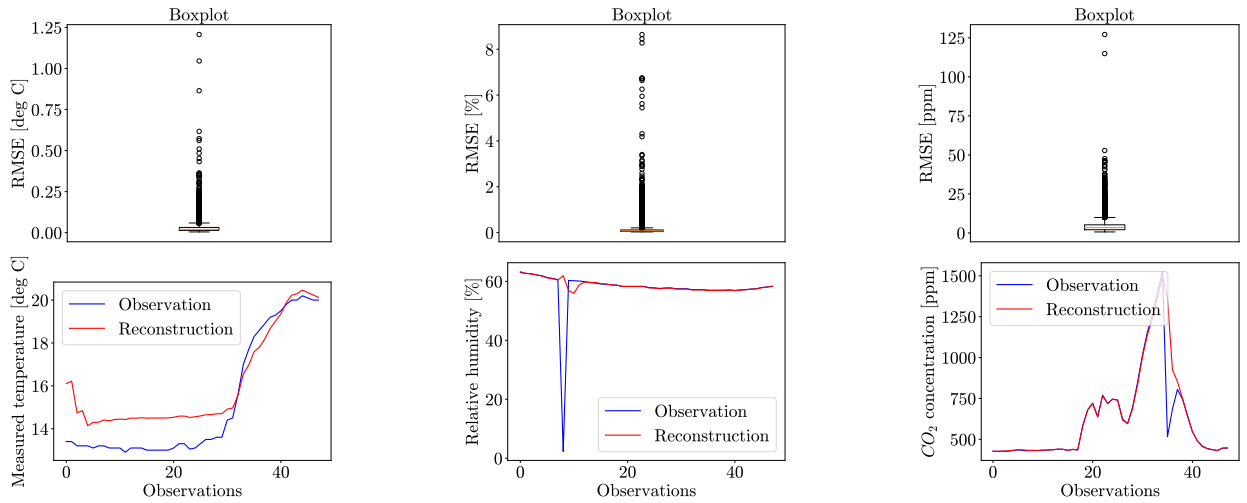 Boxplot
RMSE [deg C]
1.25
1.00
0.75
0.50
0.25
0.00
Boxplot
RMSE [%]
8
6
4
2
0
Boxplot
RMSE [ppm]
125
100
75
50
25
0
Measured temperature [deg C]
20
18
16
14
Observation
Reconstruction
0
20
40
Observations
Relative humidity [%]
60
40
20
0
Observation
Reconstruction
0
20
40
Observations
CO2 concentration [ppm]
1500
1250
1000
750
500
Observation
Reconstruction
0
20
40
Observations